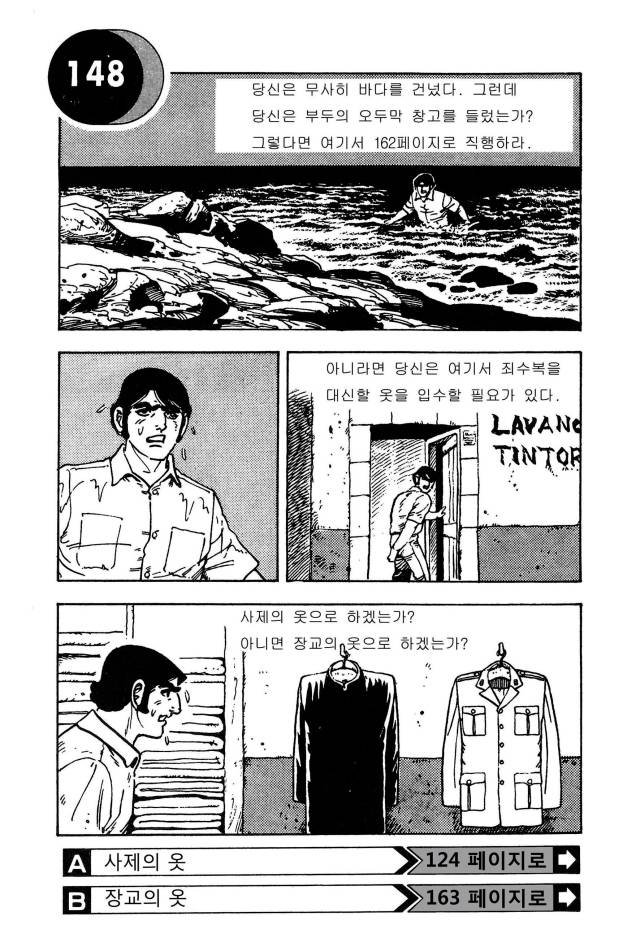 148
당신은 무사히 바다를 건넜다. 그런데
당신은 부두의 오두막 창고를 들렀는가?
그렇다면 여기서 162페이지로 직행하라.
아니라면 당신은 여기서 죄수복을
대신할 옷을 입수할 필요가 있다.
LAVANC
TINTOR
사제의 옷으로 하겠는가?
아니면 장교의 옷으로 하겠는가?
A 사제의 옷 124 페이지로
B 장교의 옷 163 페이지로